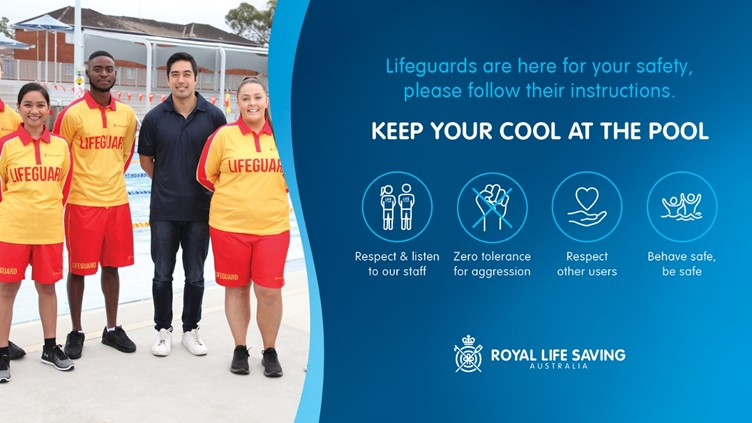 Lifeguards are here for your safety,
please follow their instructions.
KEEP YOUR COOL AT THE POOL
Respect & listen
to our staff
Zero tolerance
for aggression
Respect
other users
Behave safe,
be safe
ROYAL LIFE SAVING
AUSTRALIA
LIFEGUARD
LIFEGUARD
LIFEGUARD
GUARD
LIFEGUARD